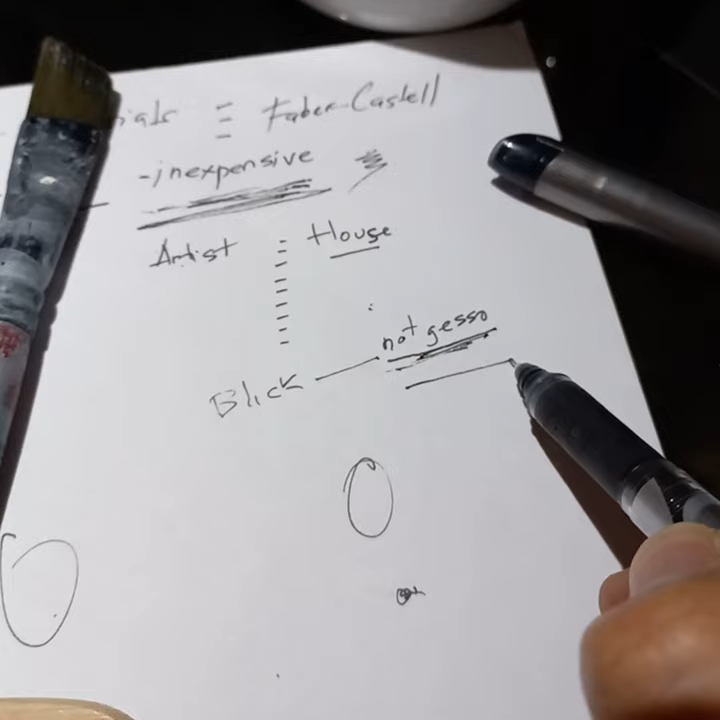 Faber-Castell
-inexpensive
Artist House
not gesso
Blick